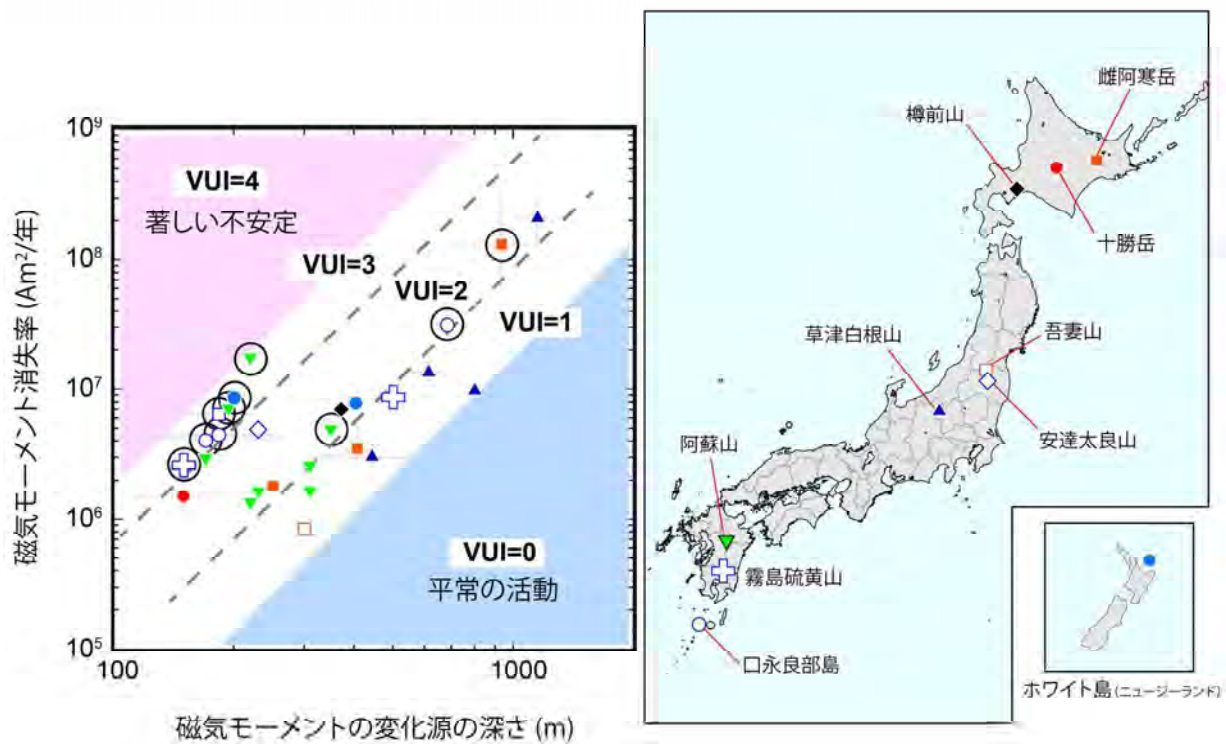 磁気モーメント消失率 (Am²/年)
10⁹
10⁸
10⁷
10⁶
10⁵
VUI=4
著しい不安定
VUI=3
VUI=2
VUI=1
VUI=0
平常の活動
100
1000
磁気モーメントの変化源の深さ (m)
雌阿寒岳
樽前山
十勝岳
草津白根山
吾妻山
安達太良山
阿蘇山
霧島硫黄山
口永良部島
ホワイト島 (ニュージーランド)